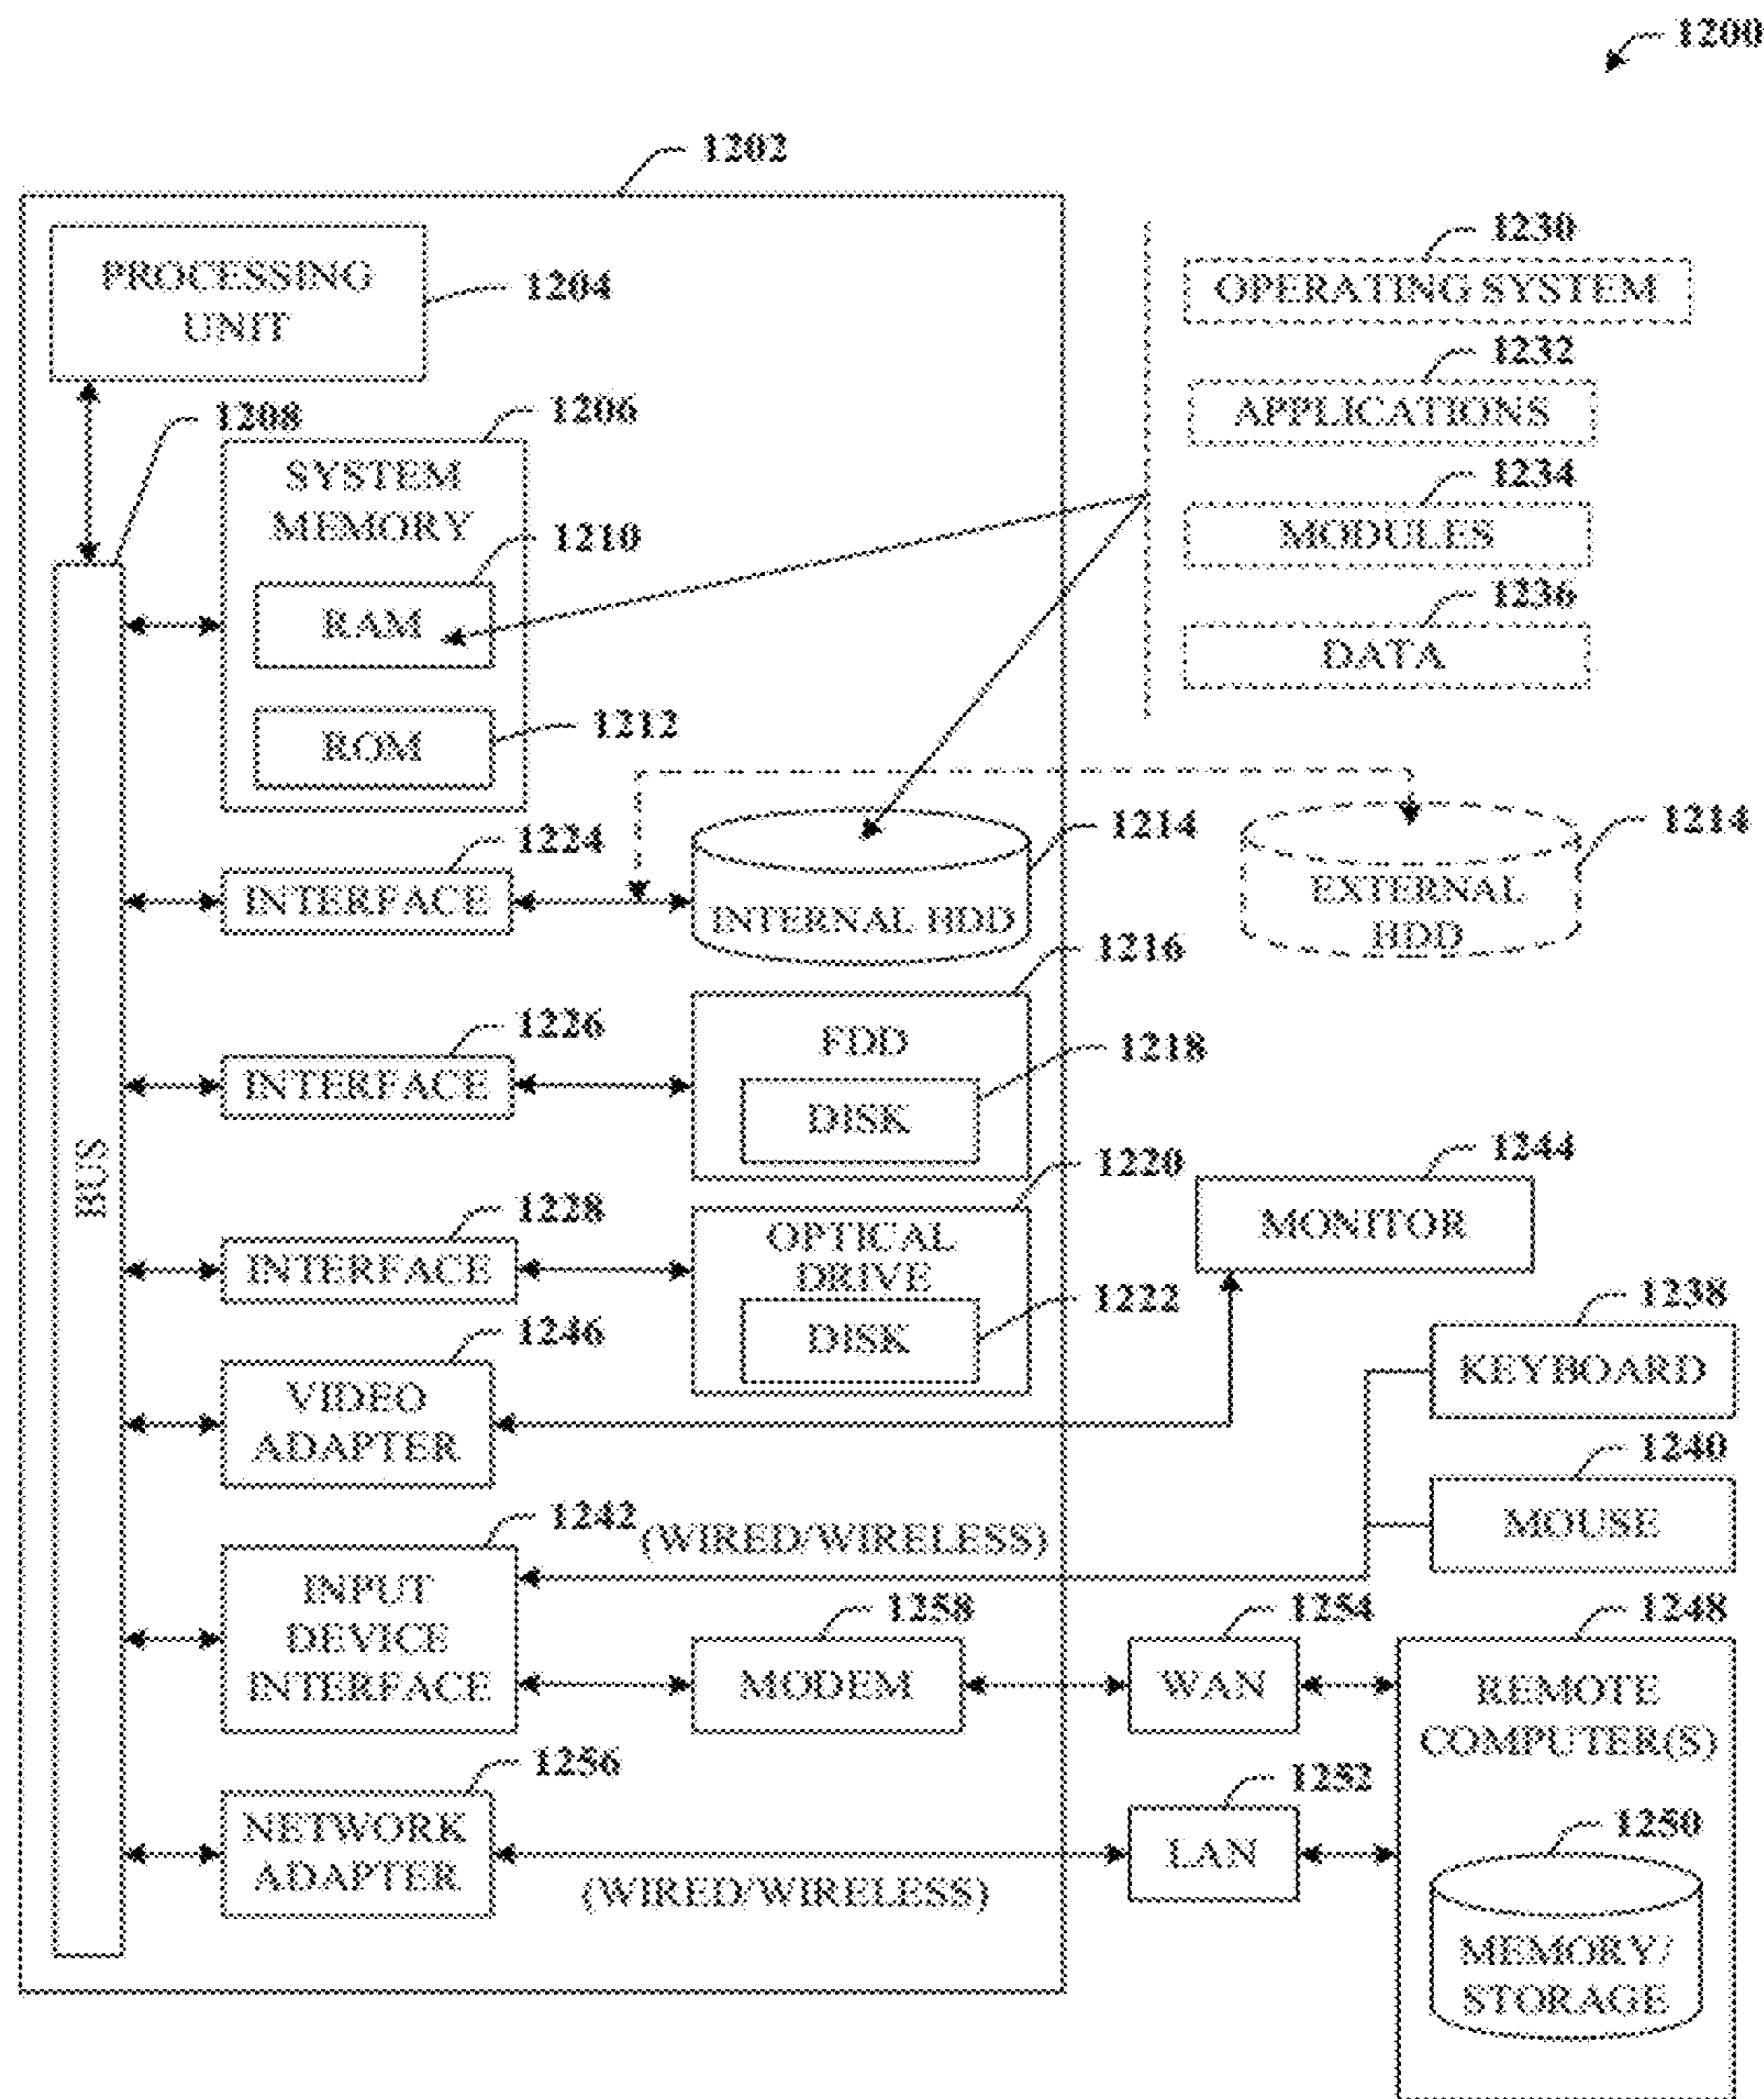 1200
1202
PROCESSING
UNIT
1204
1208
1206
SYSTEM
MEMORY
1210
RAM
1212
ROM
1230
OPERATING SYSTEM
1232
APPLICATIONS
1234
MODULES
1236
DATA
1224
INTERFACE
1214
INTERNAL HDD
1214
EXTERNAL
HDD
1216
1226
INTERFACE
FDD
1218
DISK
BUS
1220
1228
INTERFACE
OPTICAL
DRIVE
1222
DISK
1244
MONITOR
1246
VIDEO
ADAPTER
1238
KEYBOARD
1240
MOUSE
1242
(WIRED/WIRELESS)
INPUT
DEVICE
INTERFACE
1258
MODEM
1254
WAN
1248
REMOTE
COMPUTER(S)
1256
NETWORK
ADAPTER
(WIRED/WIRELESS)
1252
LAN
1250
MEMORY/
STORAGE